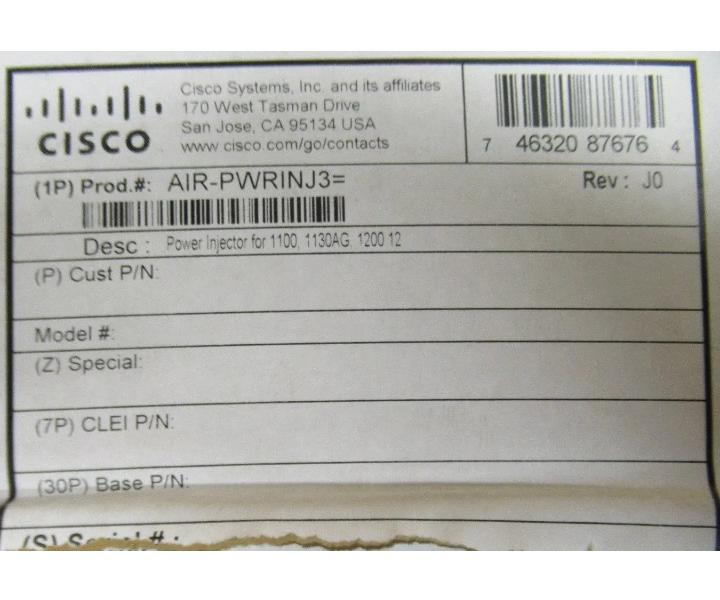 CISCO
Cisco Systems, Inc. and its affiliates
170 West Tasman Drive
San Jose, CA 95134 USA
www.cisco.com/go/contacts
7 46320 87676 4
(1P) Prod.#: AIR-PWRINJ3=
Rev : J0
Desc : Power Injector for 1100, 1130AG, 1200 12
(P) Cust P/N:
Model #:
(Z) Special:
(7P) CLEI P/N:
(30P) Base P/N:
(S) Serial # :